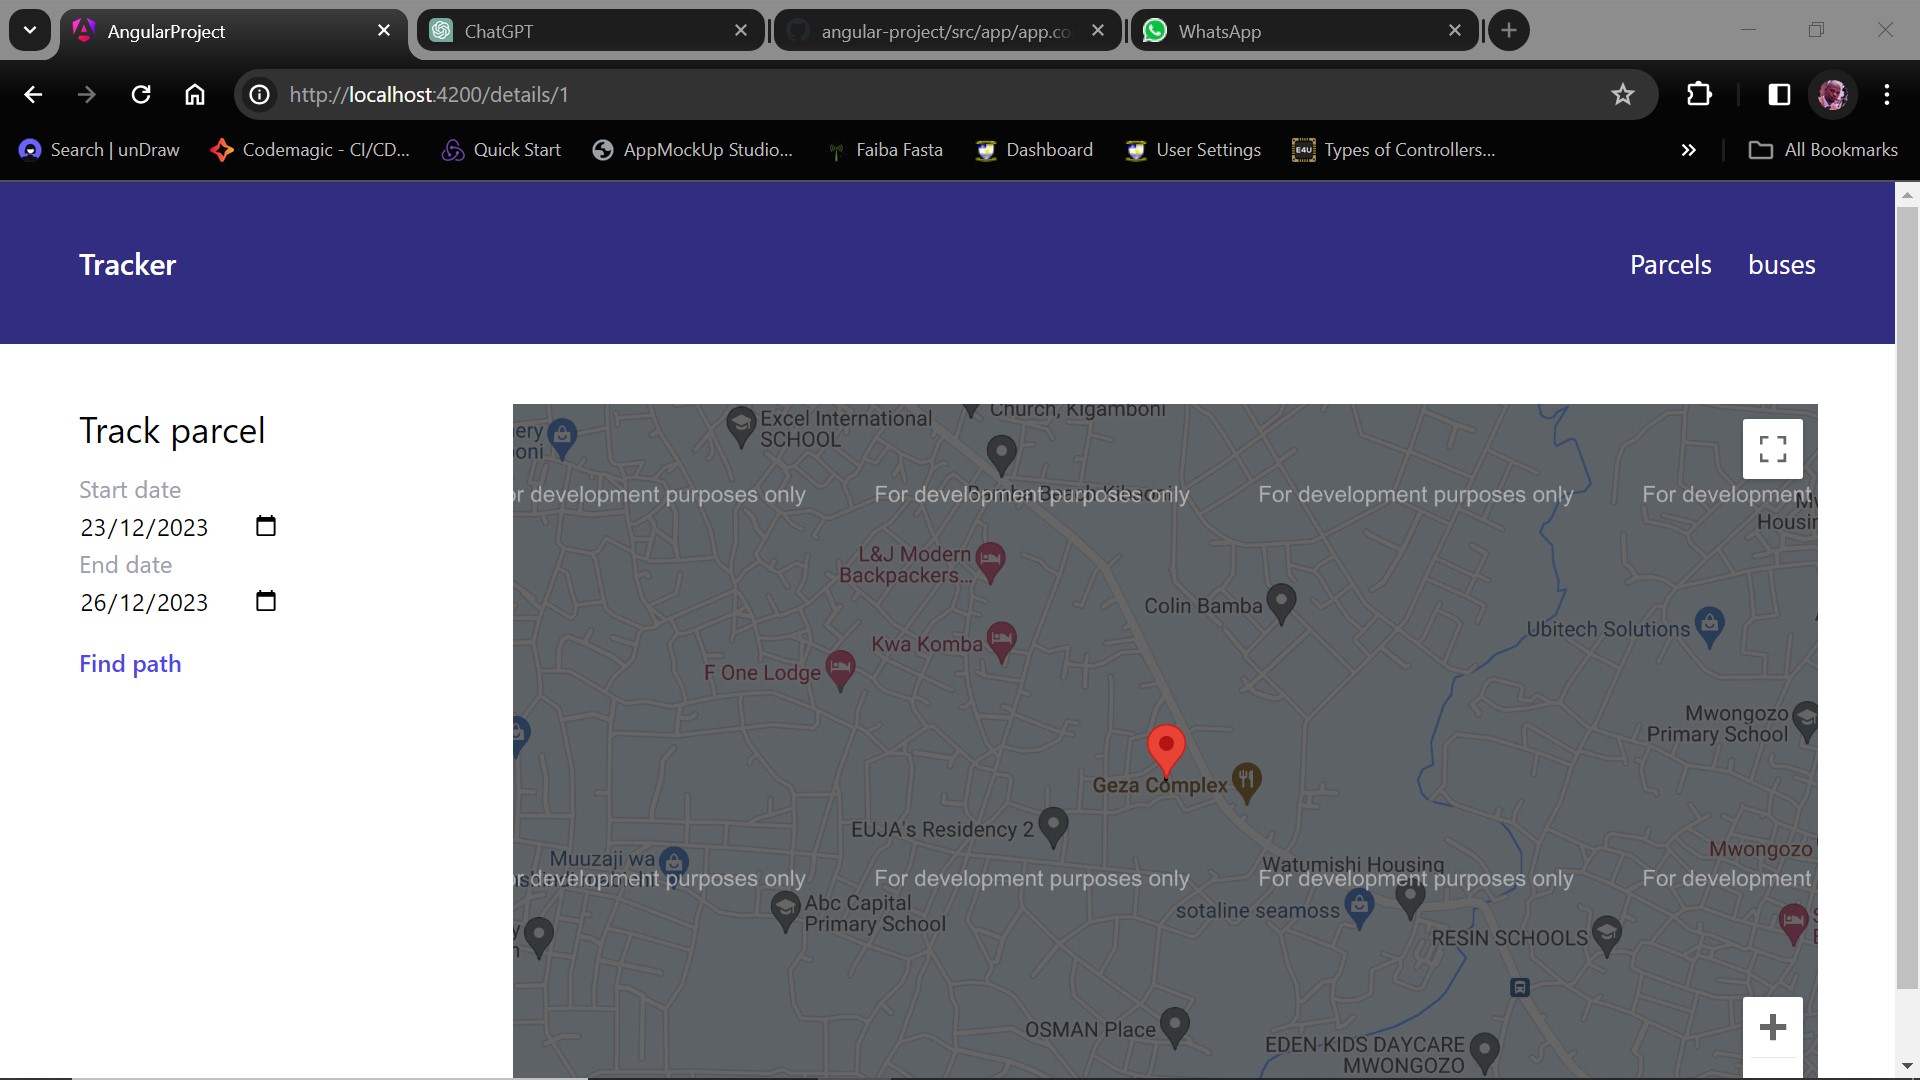 AngularProject
ChatGPT
angular-project/src/app/app.co
WhatsApp
http://localhost:4200/details/1
Search | unDraw
Codemagic - CI/CD...
Quick Start
AppMockUp Studio...
Faiba Fasta
Dashboard
User Settings
E4U
Types of Controllers...
All Bookmarks
Tracker
Parcels
buses
Track parcel
Start date
23/12/2023
End date
26/12/2023
Find path
Church, Kigamboni
Excel International
SCHOOL
ery
oni
or development purposes only
For development purposes only
For development purposes only
For development
Housin
L&J Modern
Backpackers...
Colin Bamba
Ubitech Solutions
Kwa Komba
F One Lodge
Mwongozo
Primary School
Geza Complex
EUJA's Residency 2
Mwongozo
Muuzaji wa
Watumishi Housing
or development purposes only
For development purposes only
For development purposes only
For development
Abc Capital
Primary School
sotaline seamoss
RESIN SCHOOLS
OSMAN Place
EDEN KIDS DAYCARE
MWONGOZO